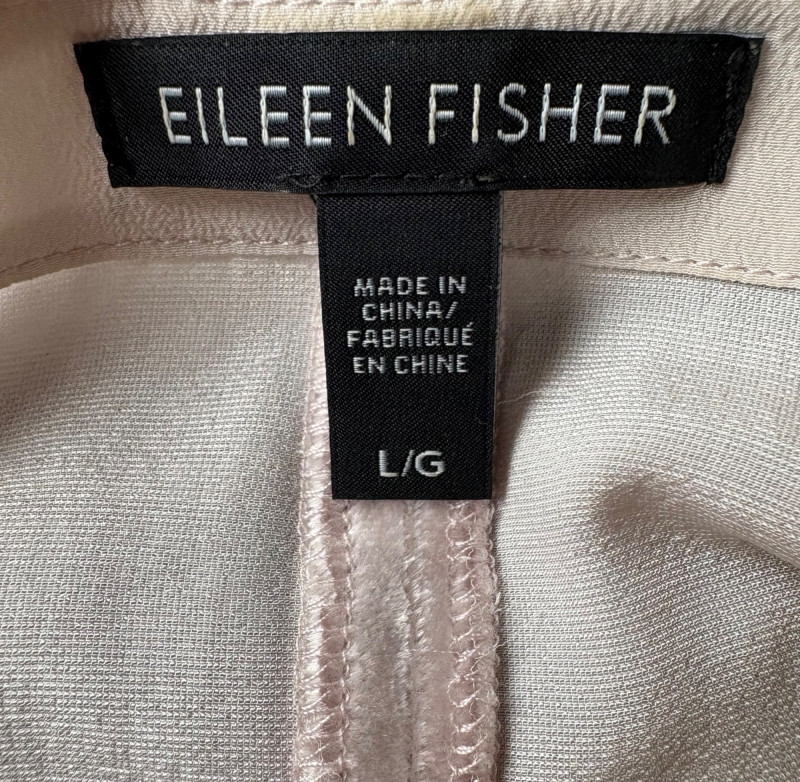 EILEEN FISHER
MADE IN
CHINA/
FABRIQUÉ
EN CHINE
L/G